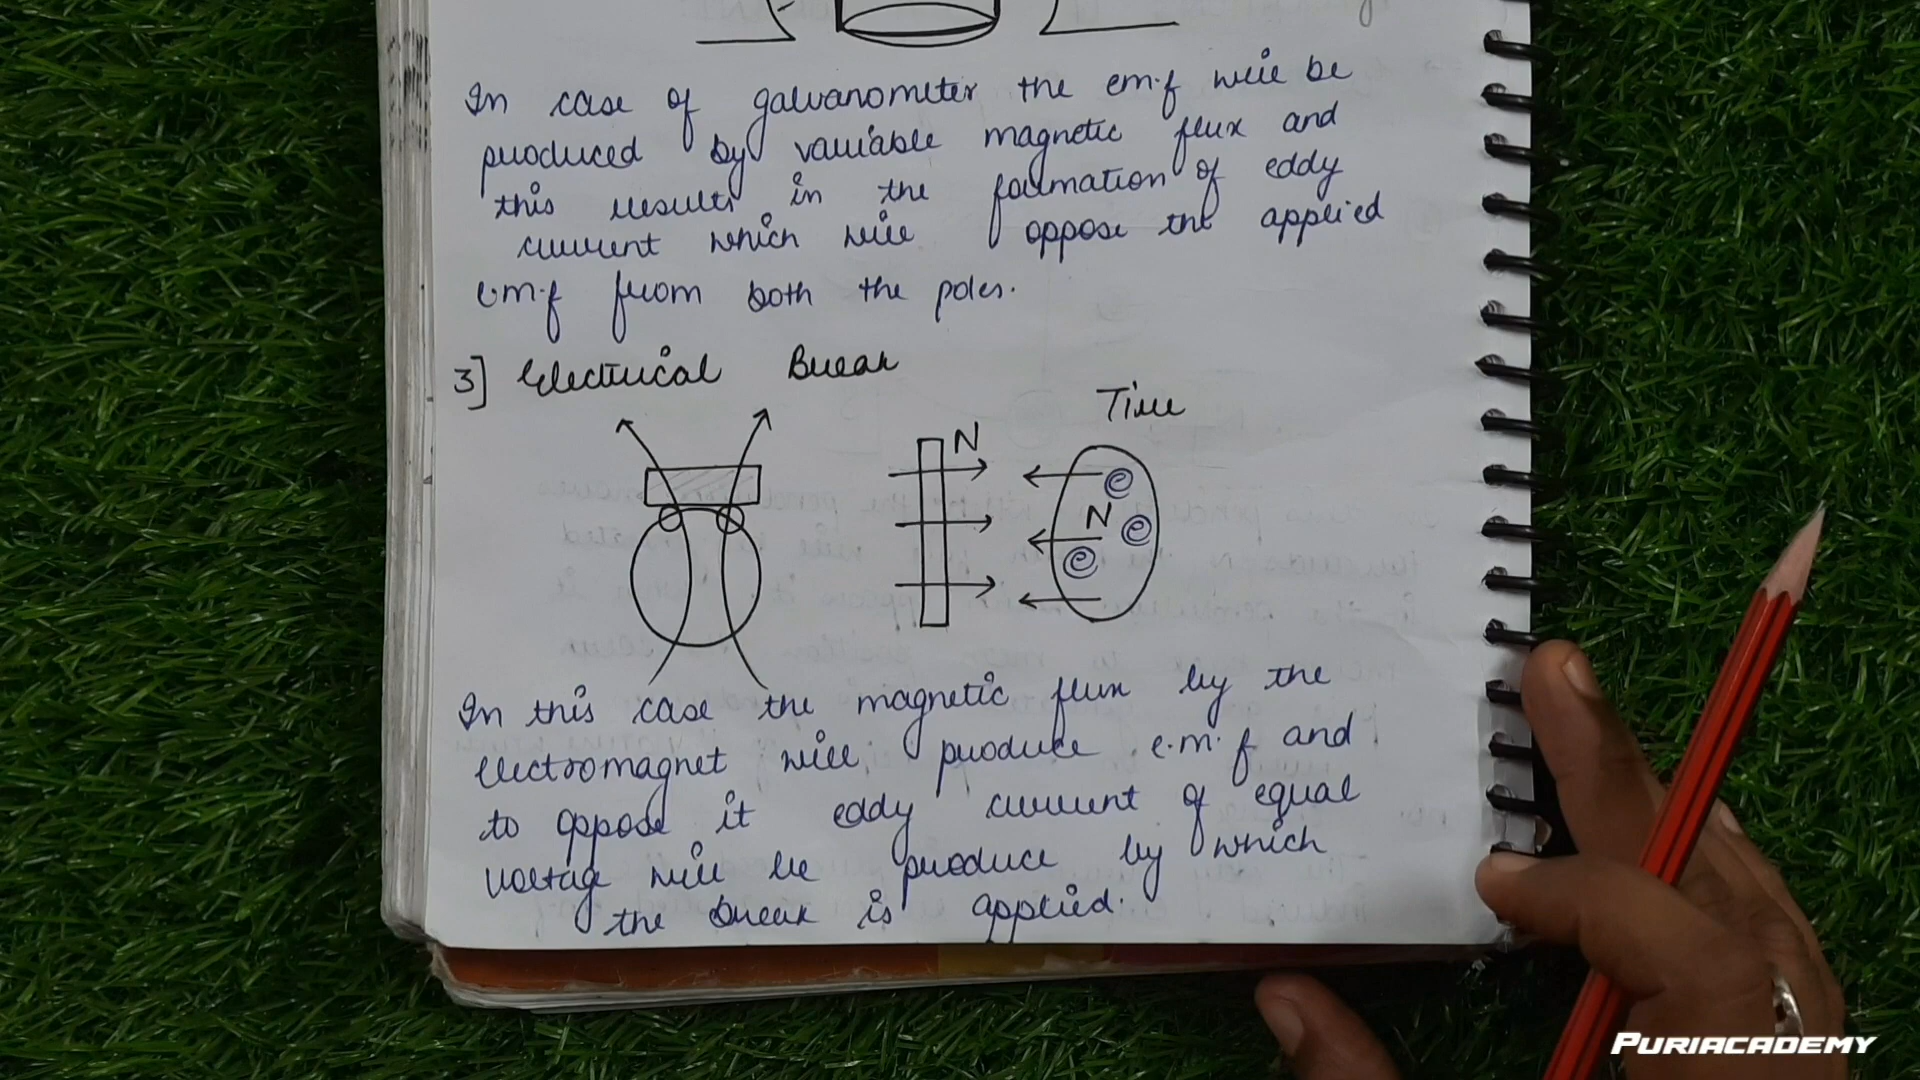 In case of galvanometer the em.f will be
produced by variable magnetic flux and
this results in the formation of eddy
current which will oppose the applied
em.f from both the poles.
3] Electrical Break
Time
N
N
In this case the magnetic flux by the
electromagnet will produce e.m.f and
to oppose it eddy current of equal
voltage will be produce by which
the break is applied.
PURIACADEMY